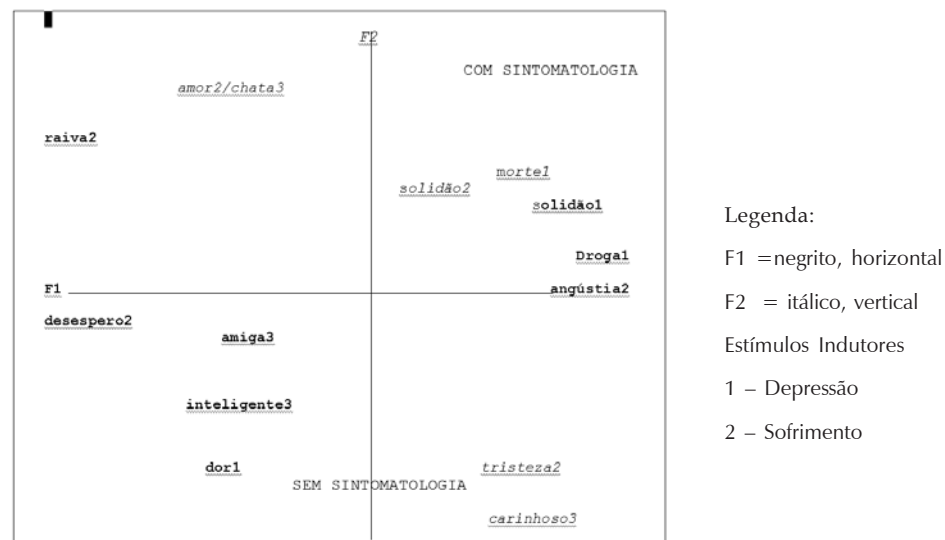 F2
COM SINTOMATOLOGIA
amor2/chata3
raiva2
morte1
solidão2
solidão1
Droga1
F1
angústia2
desespero2
amiga3
inteligente3
dor1
tristeza2
SEM SINTOMATOLOGIA
carinhoso3
Legenda:
F1 =negrito, horizontal
F2 = itálico, vertical
Estímulos Indutores
1 – Depressão
2 – Sofrimento